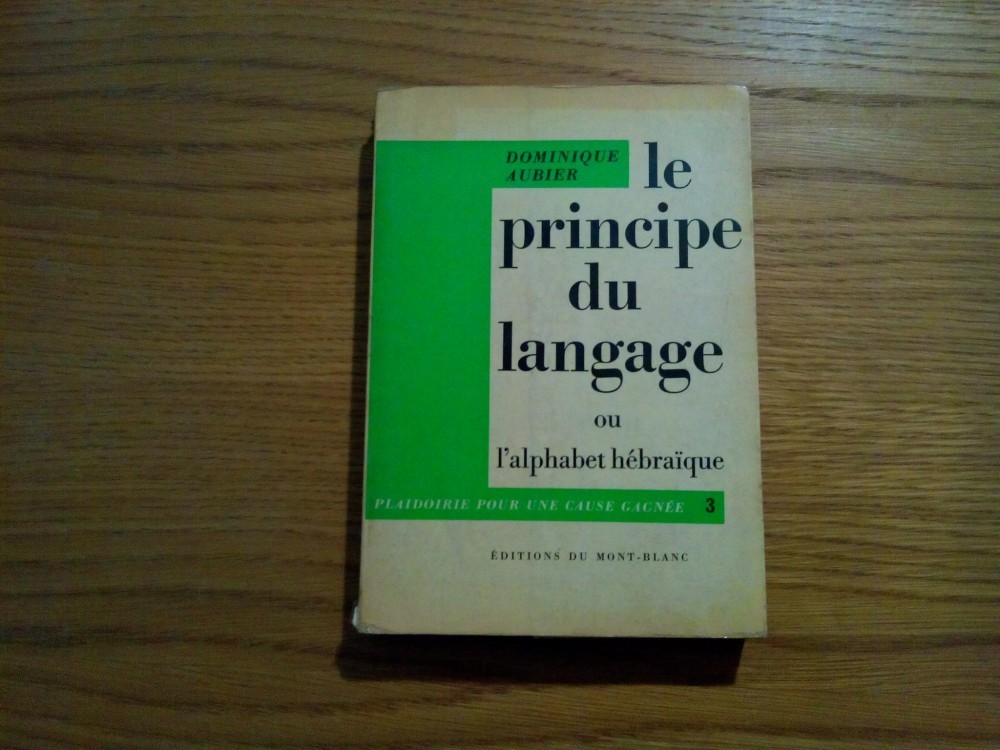 DOMINIQUE
AUBIER
le
principe
du
langage
ou
l'alphabet hébraïque
PLAIDOIRIE POUR UNE CAUSE GAGNÉE 3
ÉDITIONS DU MONT-BLANC